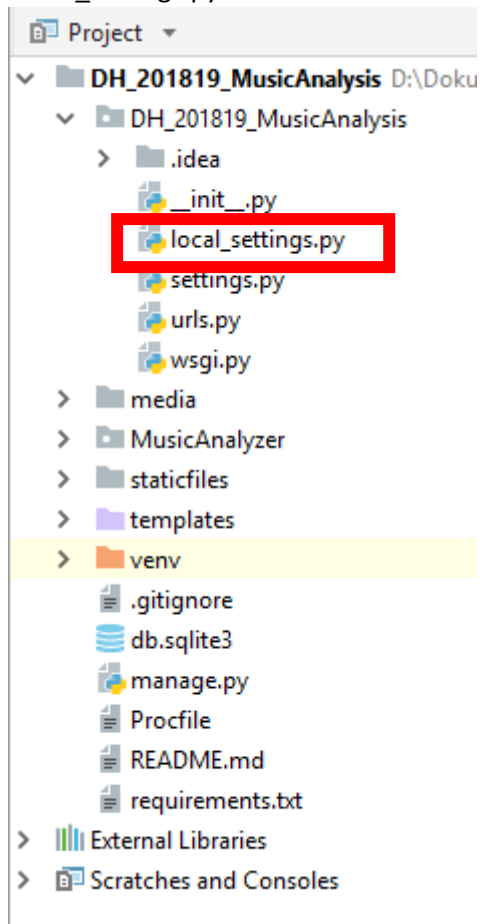 Project
DH_201819_MusicAnalysis D:\Doku
DH_201819_MusicAnalysis
.idea
__init__.py
local_settings.py
settings.py
urls.py
wsgi.py
media
MusicAnalyzer
staticfiles
templates
venv
.gitignore
db.sqlite3
manage.py
Procfile
README.md
requirements.txt
External Libraries
Scratches and Consoles